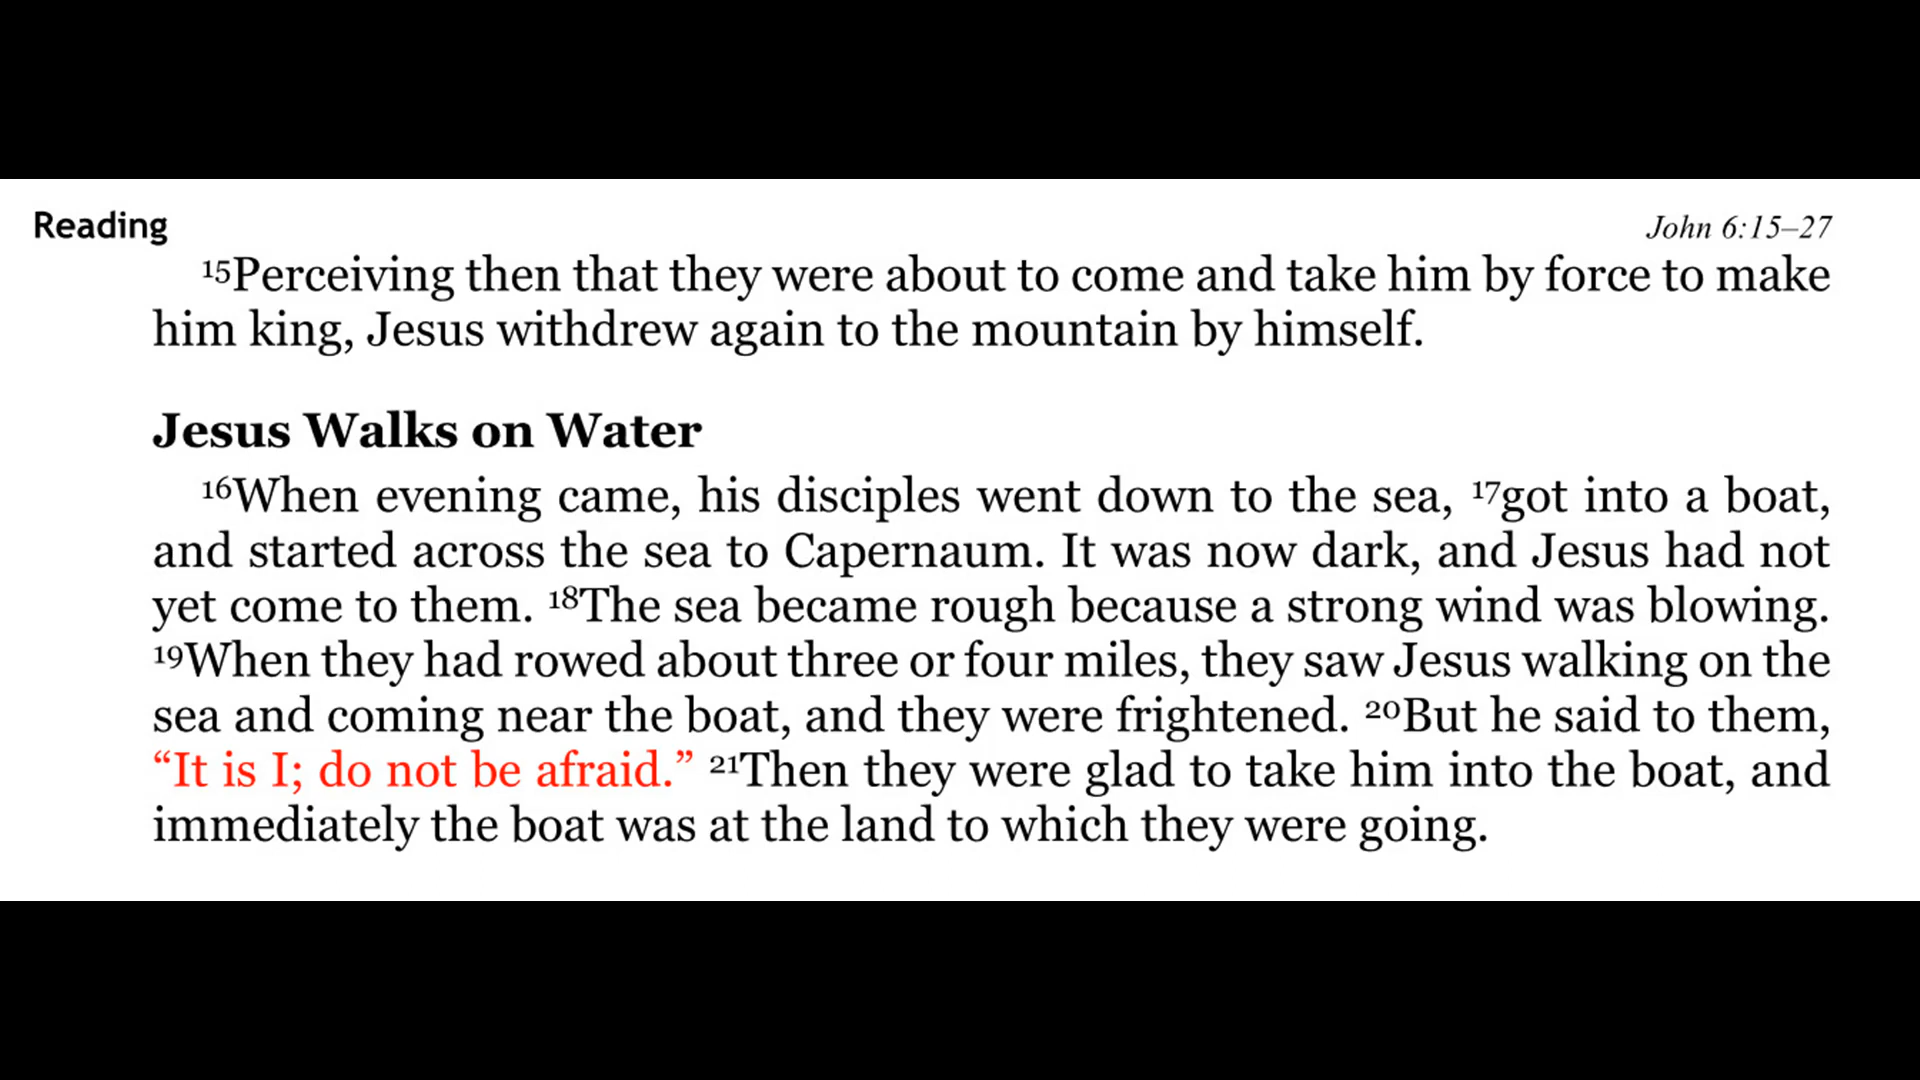 Reading
John 6:15–27
¹⁵Perceiving then that they were about to come and take him by force to make
him king, Jesus withdrew again to the mountain by himself.
Jesus Walks on Water
¹⁶When evening came, his disciples went down to the sea, ¹⁷got into a boat,
and started across the sea to Capernaum. It was now dark, and Jesus had not
yet come to them. ¹⁸The sea became rough because a strong wind was blowing.
¹⁹When they had rowed about three or four miles, they saw Jesus walking on the
sea and coming near the boat, and they were frightened. ²⁰But he said to them,
“It is I; do not be afraid.” ²¹Then they were glad to take him into the boat, and
immediately the boat was at the land to which they were going.